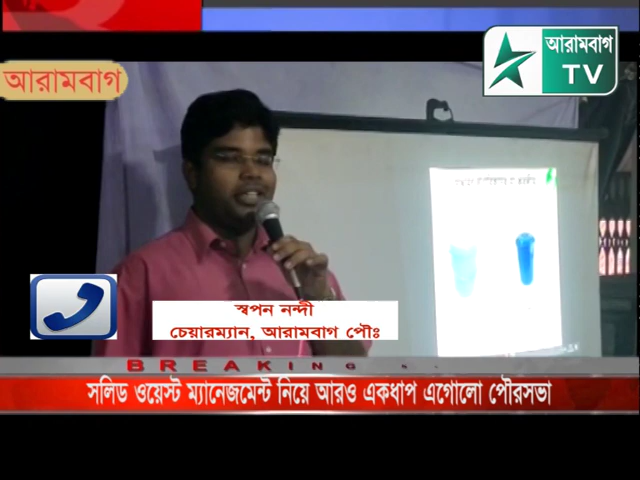 আরামবাগ
TV
আরামবাগ
স্বপন নন্দী
চেয়ারম্যান, আরামবাগ পৌঃ
BREAKING
সলিড ওয়েস্ট ম্যানেজমেন্ট নিয়ে আরও একধাপ এগোলো পৌরসভা